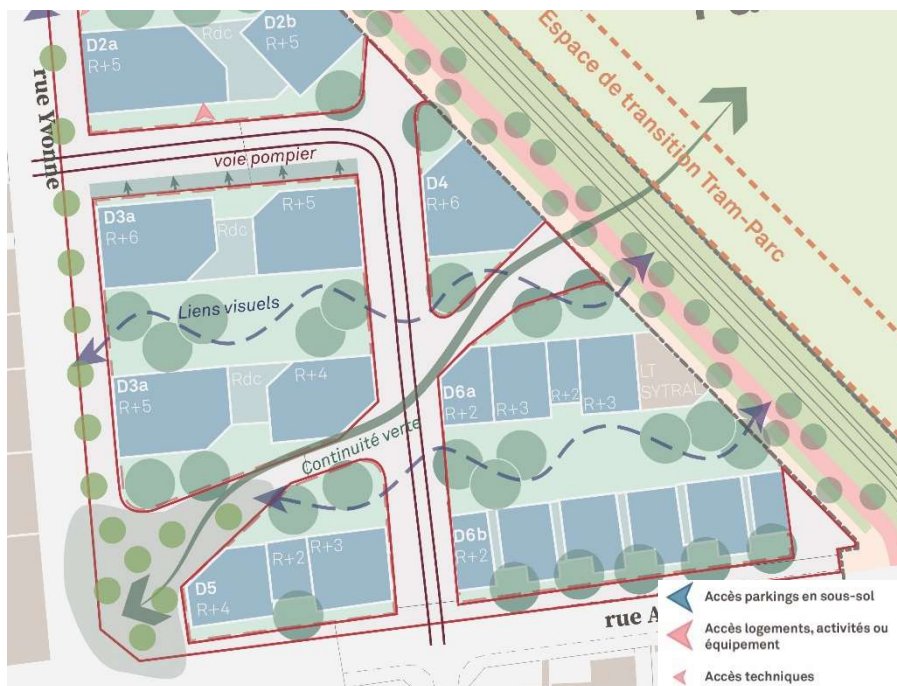 D2a
R+5
Rdc
D2b
R+5
Espace de transition Tram-Parc
rue Yvonne
voie pompier
D3a
R+6
Rdc
R+5
D4
R+6
Liens visuels
D3a
R+5
Rdc
R+4
D6a
R+2
R+3
R+2
R+3
LT
SYTRAL
Continuité verte
D5
R+4
R+2
R+3
D6b
R+2
rue A
Accès parkings en sous-sol
Accès logements, activités ou
équipement
Accès techniques